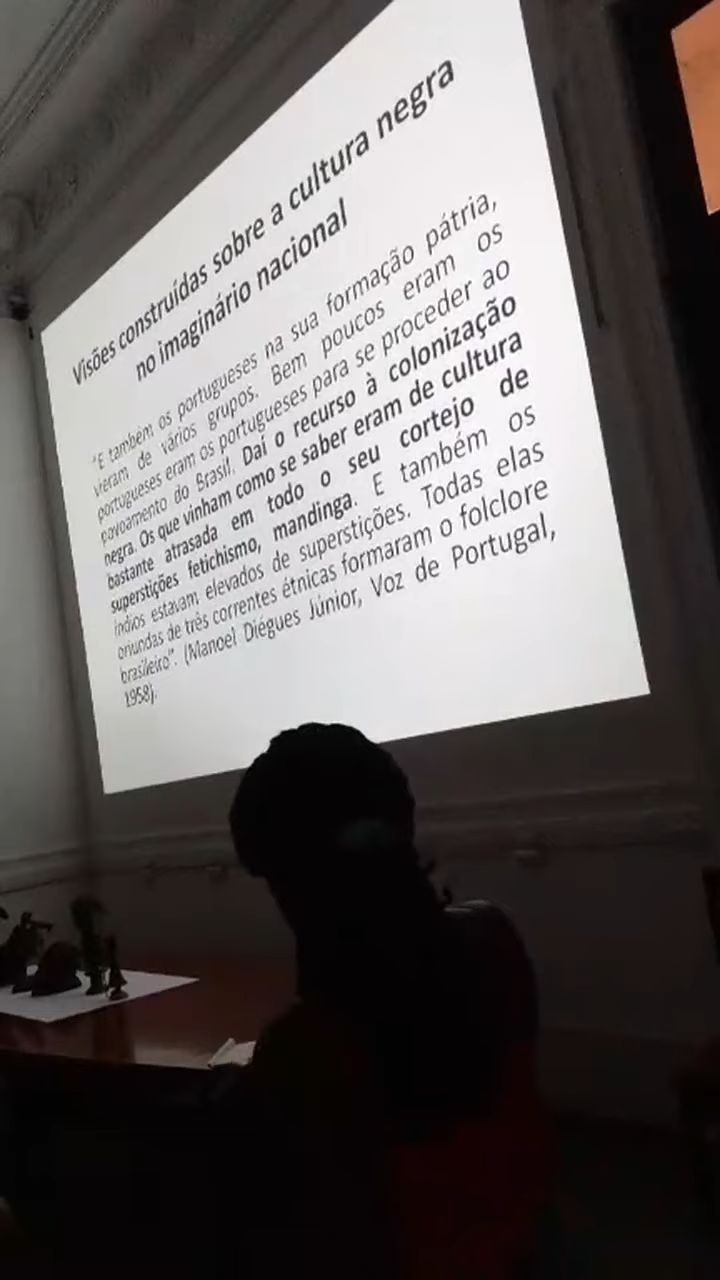 Visões construídas sobre a cultura negra
no imaginário nacional
"E também os portugueses na sua formação pátria,
vieram de vários grupos. Bem poucos eram os
portugueses eram os portugueses para se proceder ao
povoamento do Brasil. Daí o recurso à colonização
negra. Os que vinham como se saber eram de cultura
bastante atrasada em todo o seu cortejo de
superstições fetichismo, mandinga. E também os
índios estavam elevados de superstições. Todas elas
oriundas de três correntes étnicas formaram o folclore
brasileiro". (Manoel Diégues Júnior, Voz de Portugal,
1958).